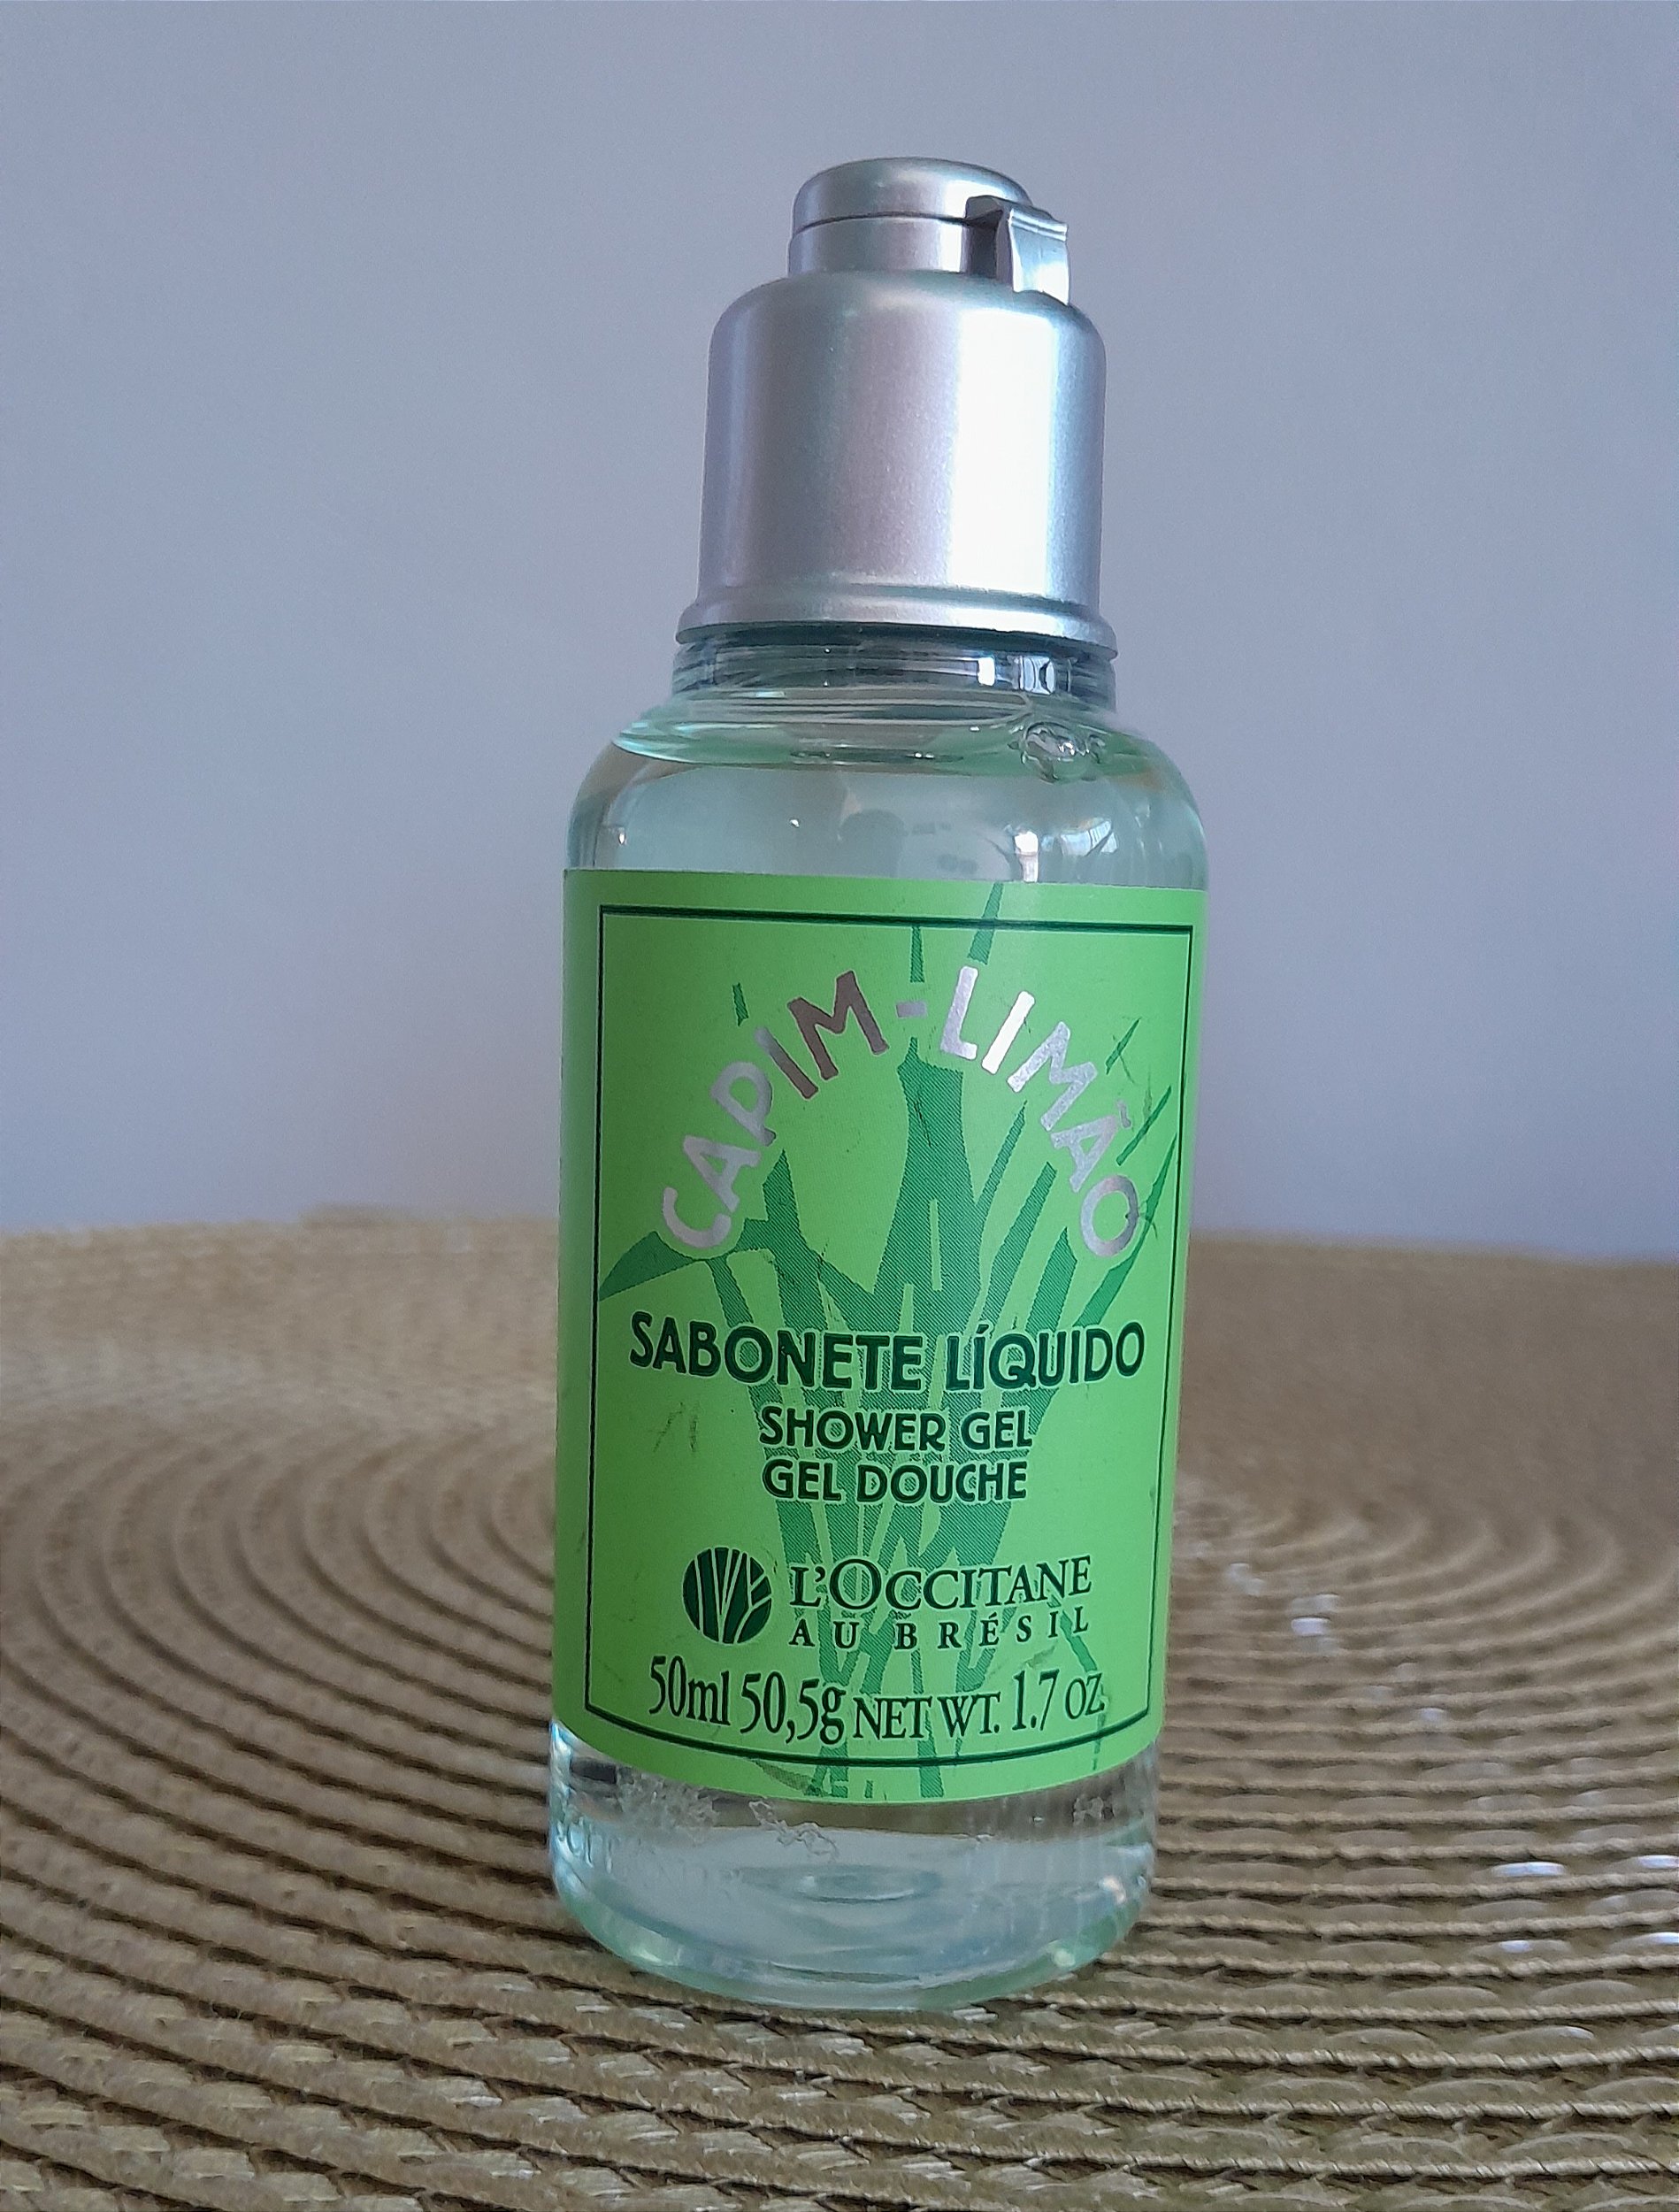 CAPIM-LIMÃO
SABONETE LÍQUIDO
SHOWER GEL
GEL DOUCHE
L'OCCITANE
AU BRÉSIL
50ml 50,5g NET WT. 1.7 OZ